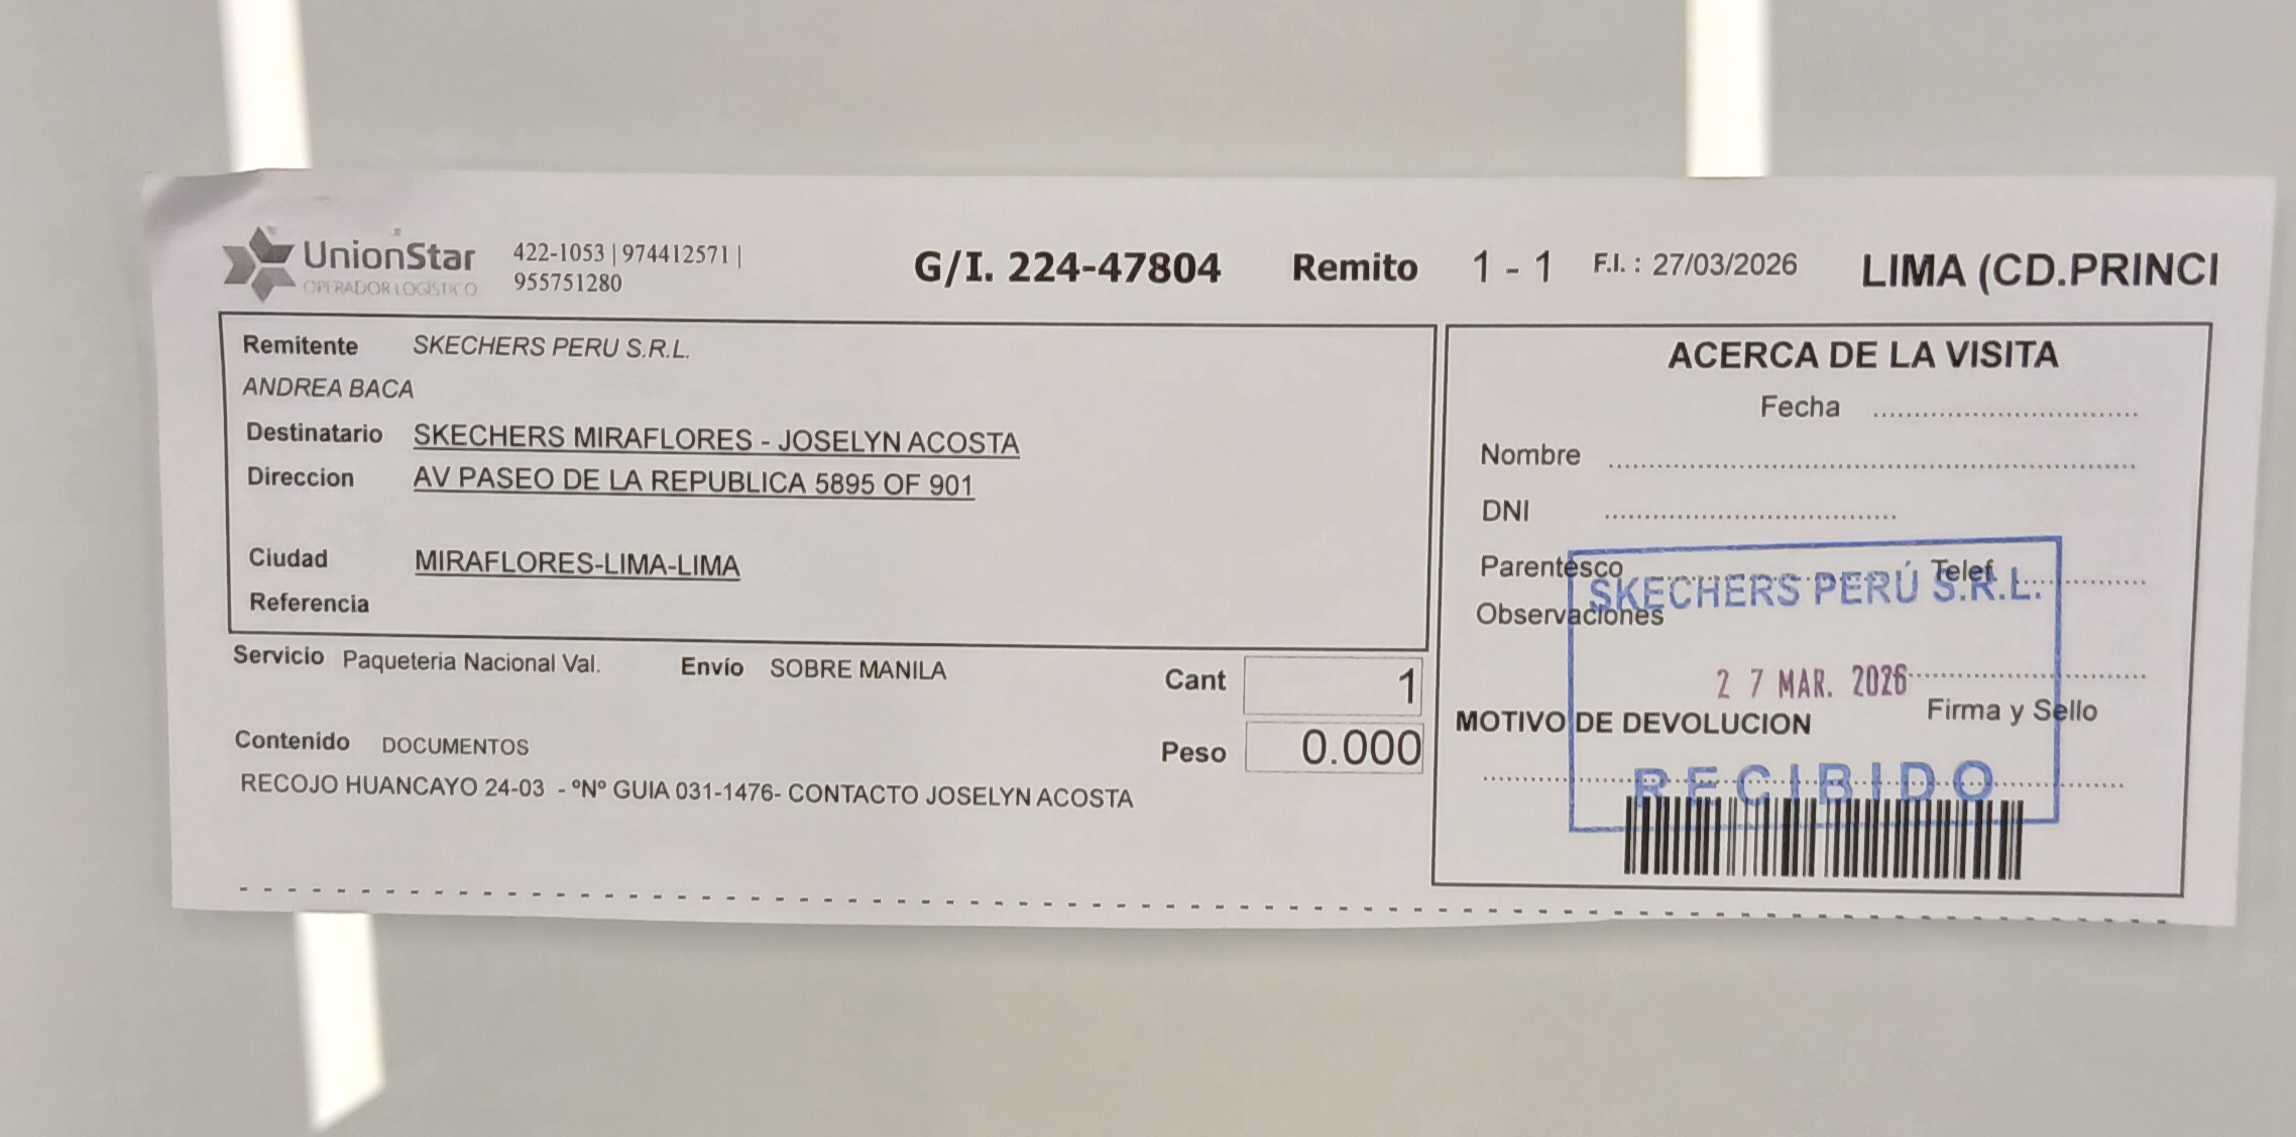 UnionStar
OPERADOR LOGÍSTICO
422-1053 | 974412571 |
955751280
G/I. 224-47804 Remito 1 - 1 F.I. : 27/03/2026 LIMA (CD.PRINCI
Remitente SKECHERS PERU S.R.L.
ANDREA BACA
Destinatario SKECHERS MIRAFLORES - JOSELYN ACOSTA
Direccion AV PASEO DE LA REPUBLICA 5895 OF 901
Ciudad MIRAFLORES-LIMA-LIMA
Referencia
Servicio Paqueteria Nacional Val. Envío SOBRE MANILA Cant 1
Contenido DOCUMENTOS Peso 0.000
RECOJO HUANCAYO 24-03 - ºNº GUIA 031-1476- CONTACTO JOSELYN ACOSTA
ACERCA DE LA VISITA
Fecha
Nombre
DNI
Parentesco Telef.
Observaciones
Firma y Sello
MOTIVO DE DEVOLUCION
SKECHERS PERÚ S.R.L.
27 MAR. 2026
RECIBIDO